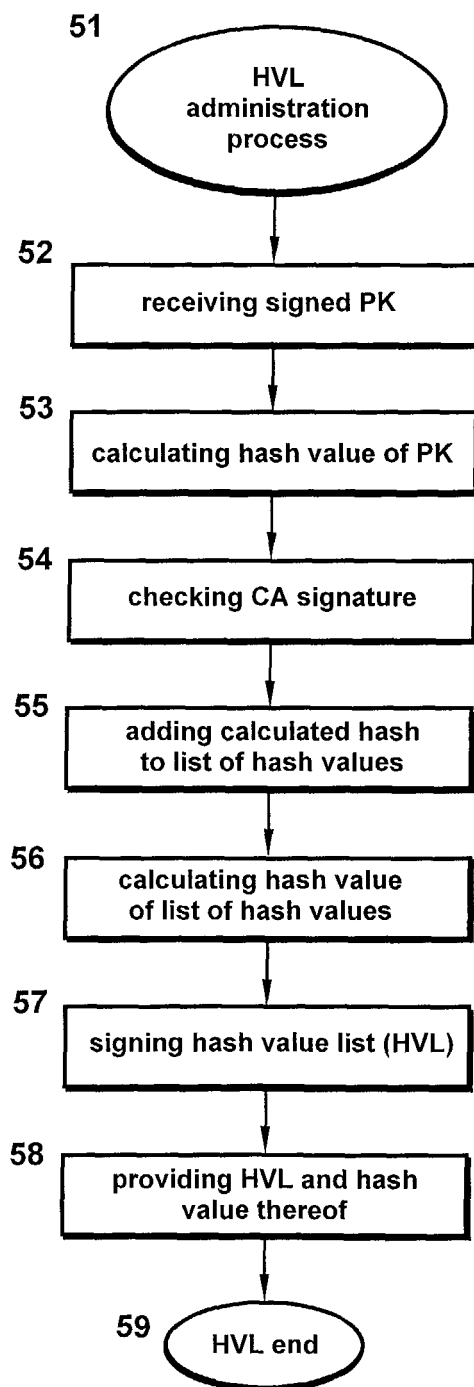 51
HVL
administration
process
52
receiving signed PK
53
calculating hash value of PK
54
checking CA signature
55
adding calculated hash
to list of hash values
56
calculating hash value
of list of hash values
57
signing hash value list (HVL)
58
providing HVL and hash
value thereof
59
HVL end